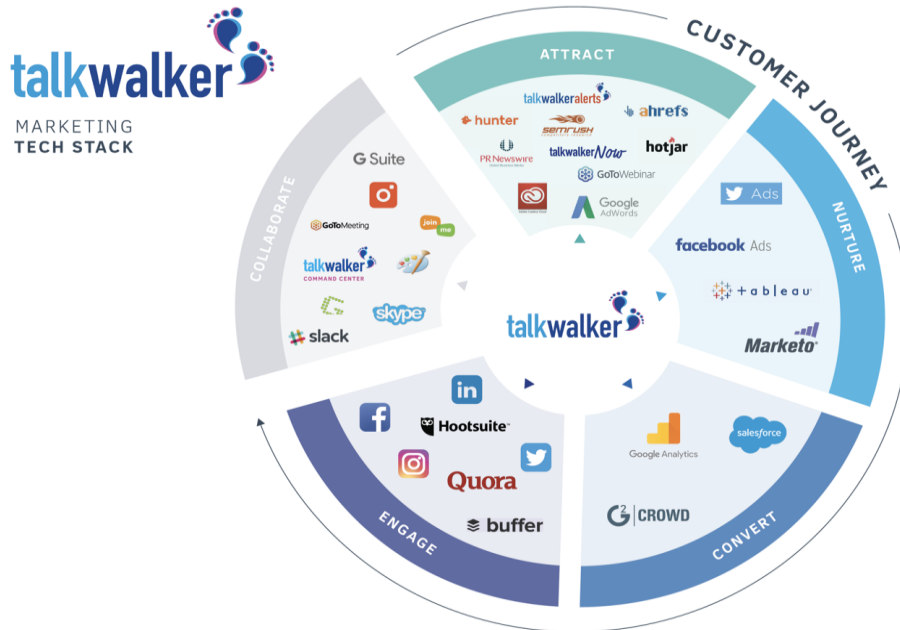 talkwalker
MARKETING
TECH STACK
CUSTOMER JOURNEY
ATTRACT
talkwalkeralerts
hunter
ahrefs
SEMRUSH
PR Newswire
talkwalkerNow
hotjar
GoToWebinar
Google
AdWords
NURTURE
Ads
facebook Ads
+ableau
Marketo
CONVERT
Google Analytics
salesforce
G2 CROWD
ENGAGE
in
f
Hootsuite
Quora
buffer
COLLABORATE
G Suite
GoToMeeting
join
me
talkwalker
COMMAND CENTER
skype
slack
talkwalker